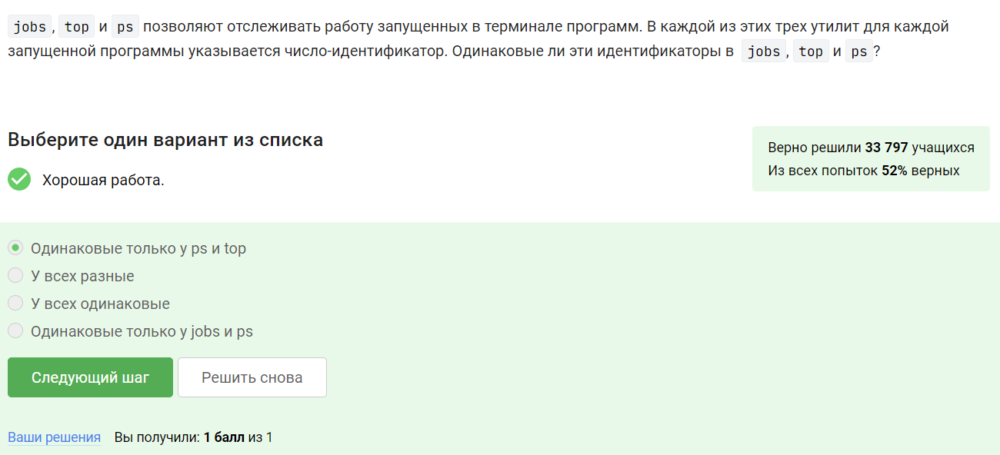 jobs, top и ps позволяют отслеживать работу запущенных в терминале программ. В каждой из этих трех утилит для каждой
запущенной программы указывается число-идентификатор. Одинаковые ли эти идентификаторы в jobs, top и ps?
Выберите один вариант из списка
Хорошая работа.
Верно решили 33 797 учащихся
Из всех попыток 52% верных
Одинаковые только у ps и top
У всех разные
У всех одинаковые
Одинаковые только у jobs и ps
Следующий шаг
Решить снова
Ваши решения Вы получили: 1 балл из 1